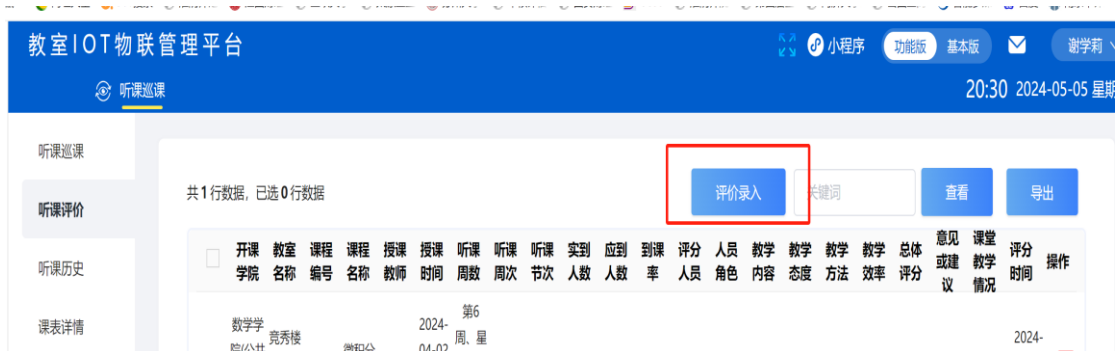 教室IOT物联管理平台
小程序 功能版 基本版 谢学莉
听课巡课
20:30 2024-05-05 星期
听课巡课
听课评价
听课历史
课表详情
共1行数据，已选0行数据
评价录入 关键词 查看 导出
开课学院 教室名称 课程编号 课程名称 授课教师 授课时间 听课周数 听课周次 听课节次 实到人数 应到人数 到课率 评分人员 人员角色 教学内容 教学态度 教学方法 教学效率 总体评分 意见或建议 课堂教学情况 评分时间 操作
数学学院(公共 竞秀楼 微积分 2024-04-02 第6周、星 2024-